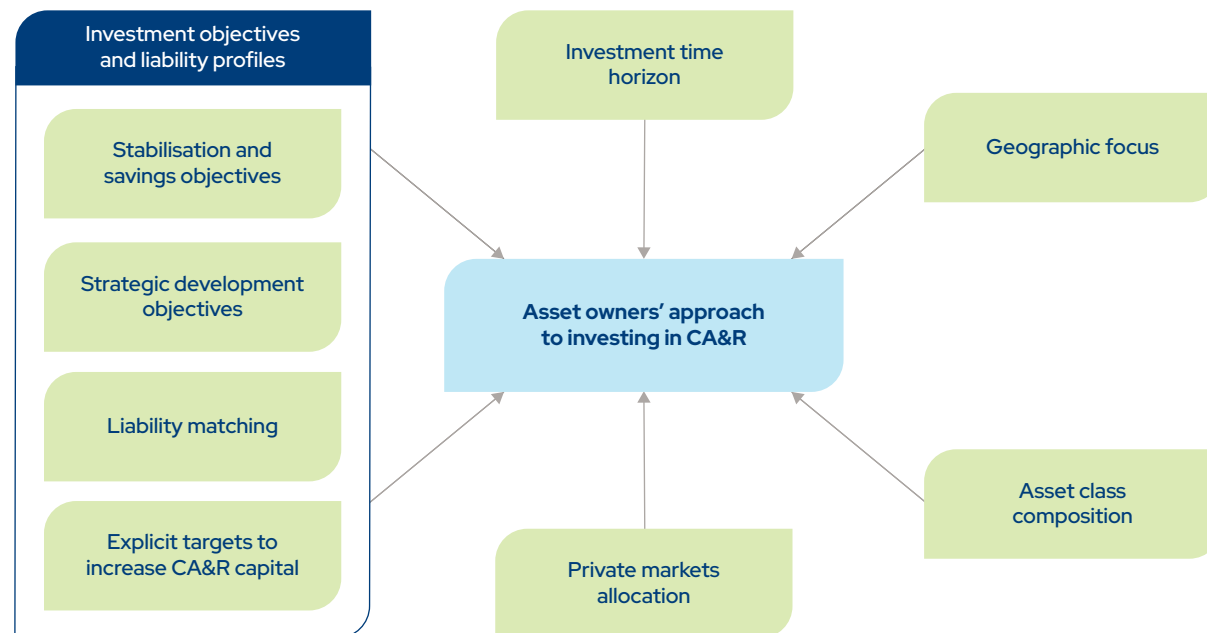 Investment objectives
and liability profiles
Stabilisation and
savings objectives
Strategic development
objectives
Liability matching
Explicit targets to
increase CA&R capital
Investment time
horizon
Geographic focus
Asset owners’ approach
to investing in CA&R
Asset class
composition
Private markets
allocation